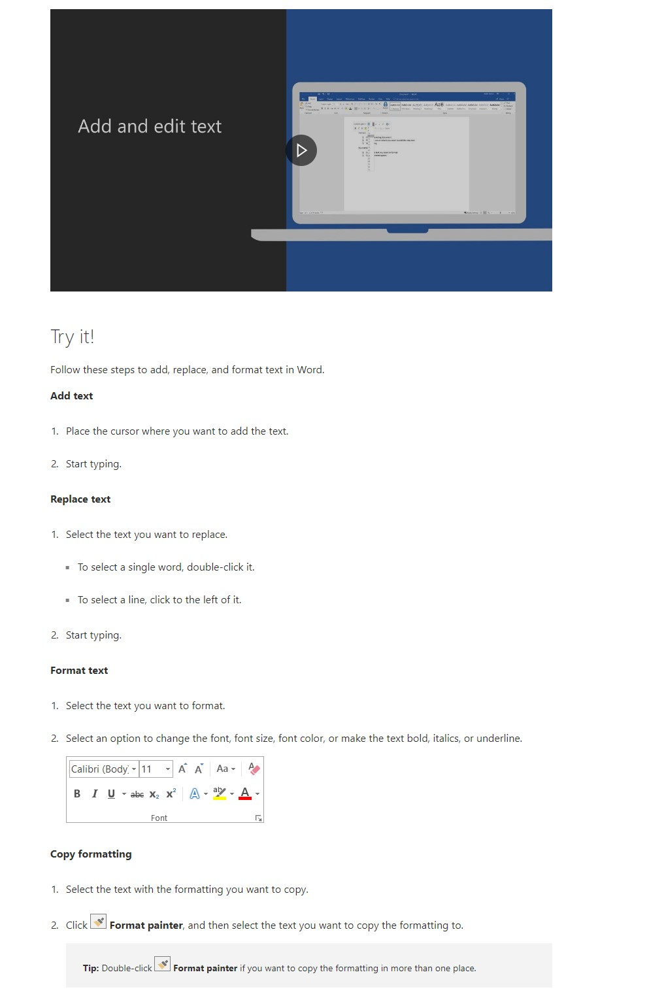 Add and edit text
Try it!
Follow these steps to add, replace, and format text in Word.
Add text
1. Place the cursor where you want to add the text.
2. Start typing.
Replace text
1. Select the text you want to replace.
▪ To select a single word, double-click it.
▪ To select a line, click to the left of it.
2. Start typing.
Format text
1. Select the text you want to format.
2. Select an option to change the font, font size, font color, or make the text bold, italics, or underline.
Calibri (Body) 11 A A Aa A
B I U abc X₂ X² A ab A
Font
Copy formatting
1. Select the text with the formatting you want to copy.
2. Click Format painter, and then select the text you want to copy the formatting to.
Tip: Double-click Format painter if you want to copy the formatting in more than one place.